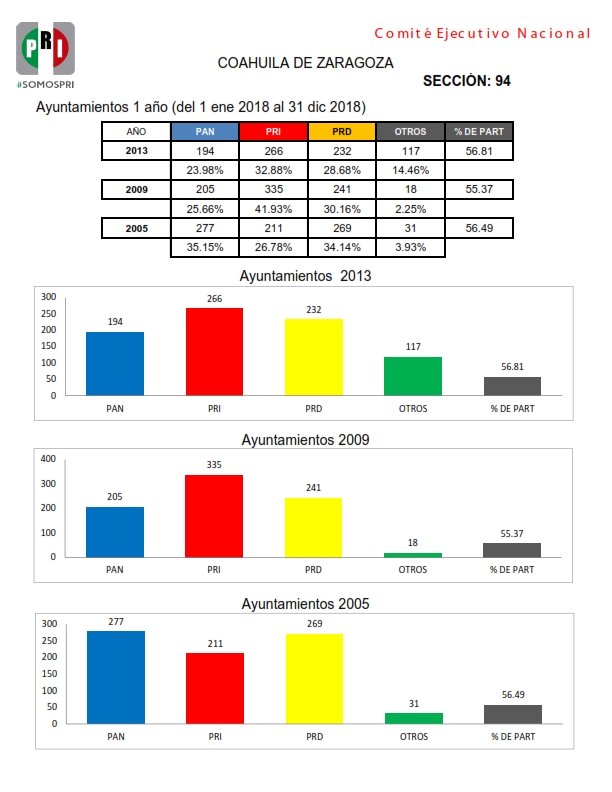 Comité Ejecutivo Nacional
PRI
#SOMOSPRI
COAHUILA DE ZARAGOZA
SECCIÓN: 94
Ayuntamientos 1 año (del 1 ene 2018 al 31 dic 2018)
AÑO PAN PRI PRD OTROS % DE PART
2013 194 266 232 117 56.81
23.98% 32.88% 28.68% 14.46%
2009 205 335 241 18 55.37
25.66% 41.93% 30.16% 2.25%
2005 277 211 269 31 56.49
35.15% 26.78% 34.14% 3.93%
Ayuntamientos 2013
300
250
200
150
100
50
0
194 266 232 117 56.81
PAN PRI PRD OTROS % DE PART
Ayuntamientos 2009
400
300
200
100
0
205 335 241 18 55.37
PAN PRI PRD OTROS % DE PART
Ayuntamientos 2005
300
250
200
150
100
50
0
277 211 269 31 56.49
PAN PRI PRD OTROS % DE PART